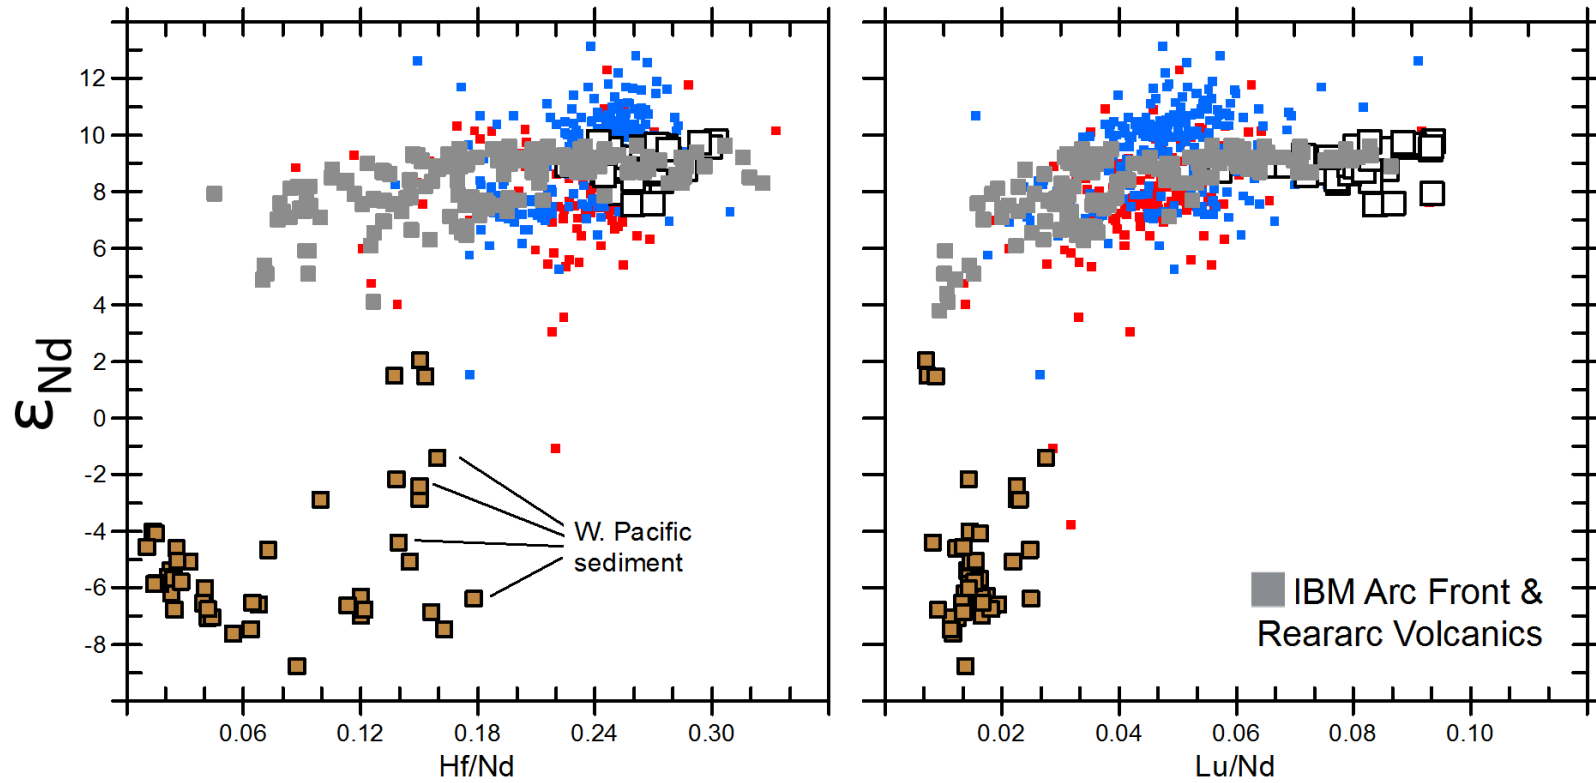 εNd
12
10
8
6
4
2
0
-2
-4
-6
-8
0.06 0.12 0.18 0.24 0.30
Hf/Nd
W. Pacific
sediment
0.02 0.04 0.06 0.08 0.10
Lu/Nd
IBM Arc Front &
Reararc Volcanics